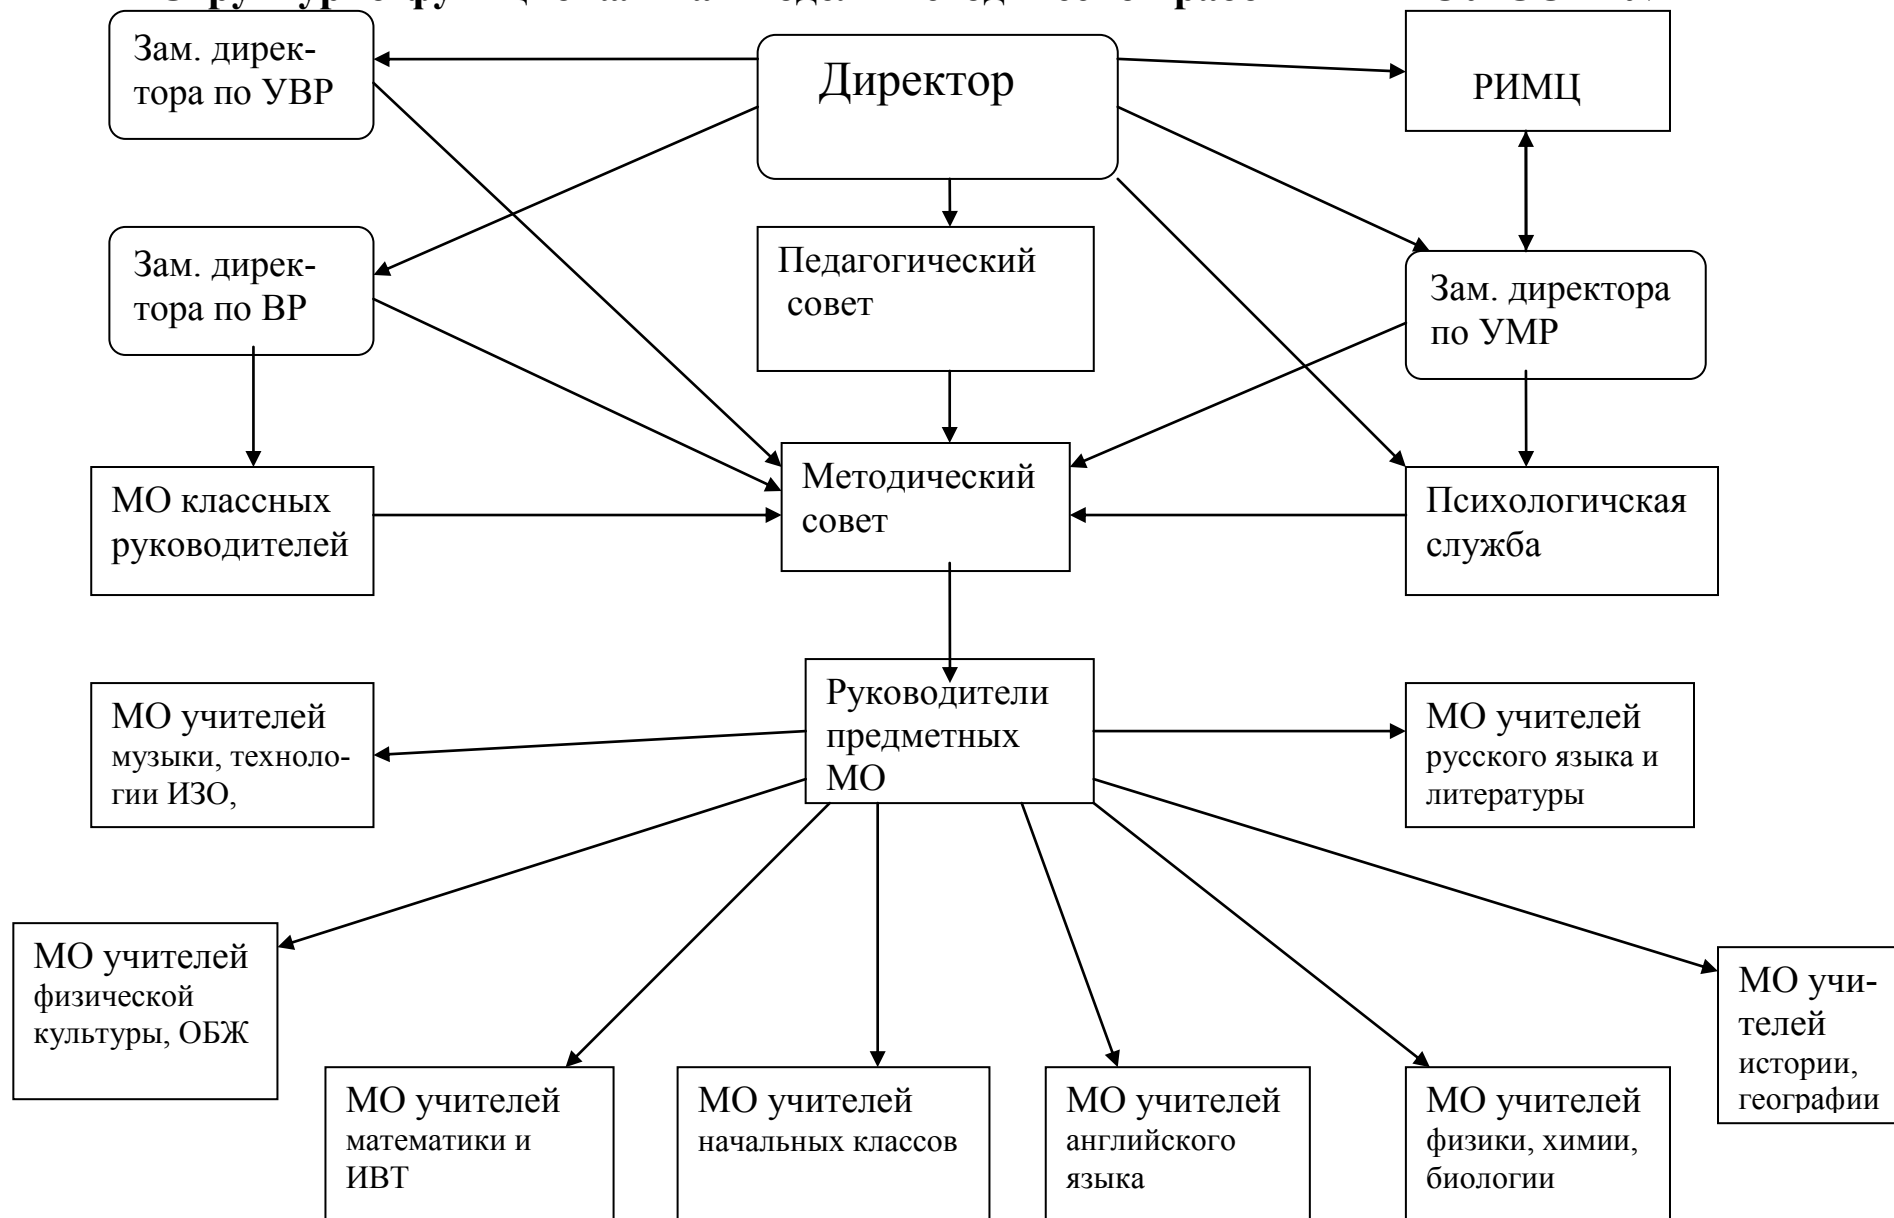 Зам. дирек-
тора по УВР
Директор
РИМЦ
Зам. дирек-
тора по ВР
Педагогический
совет
Зам. директора
по УМР
МО классных
руководителей
Методический
совет
Психологичская
служба
МО учителей
музыки, техноло-
гии ИЗО,
Руководители
предметных
МО
МО учителей
русского языка и
литературы
МО учителей
физической
культуры, ОБЖ
МО учителей
математики и
ИВТ
МО учителей
начальных классов
МО учителей
английского
языка
МО учителей
физики, химии,
биологии
МО учи-
телей
истории,
географии